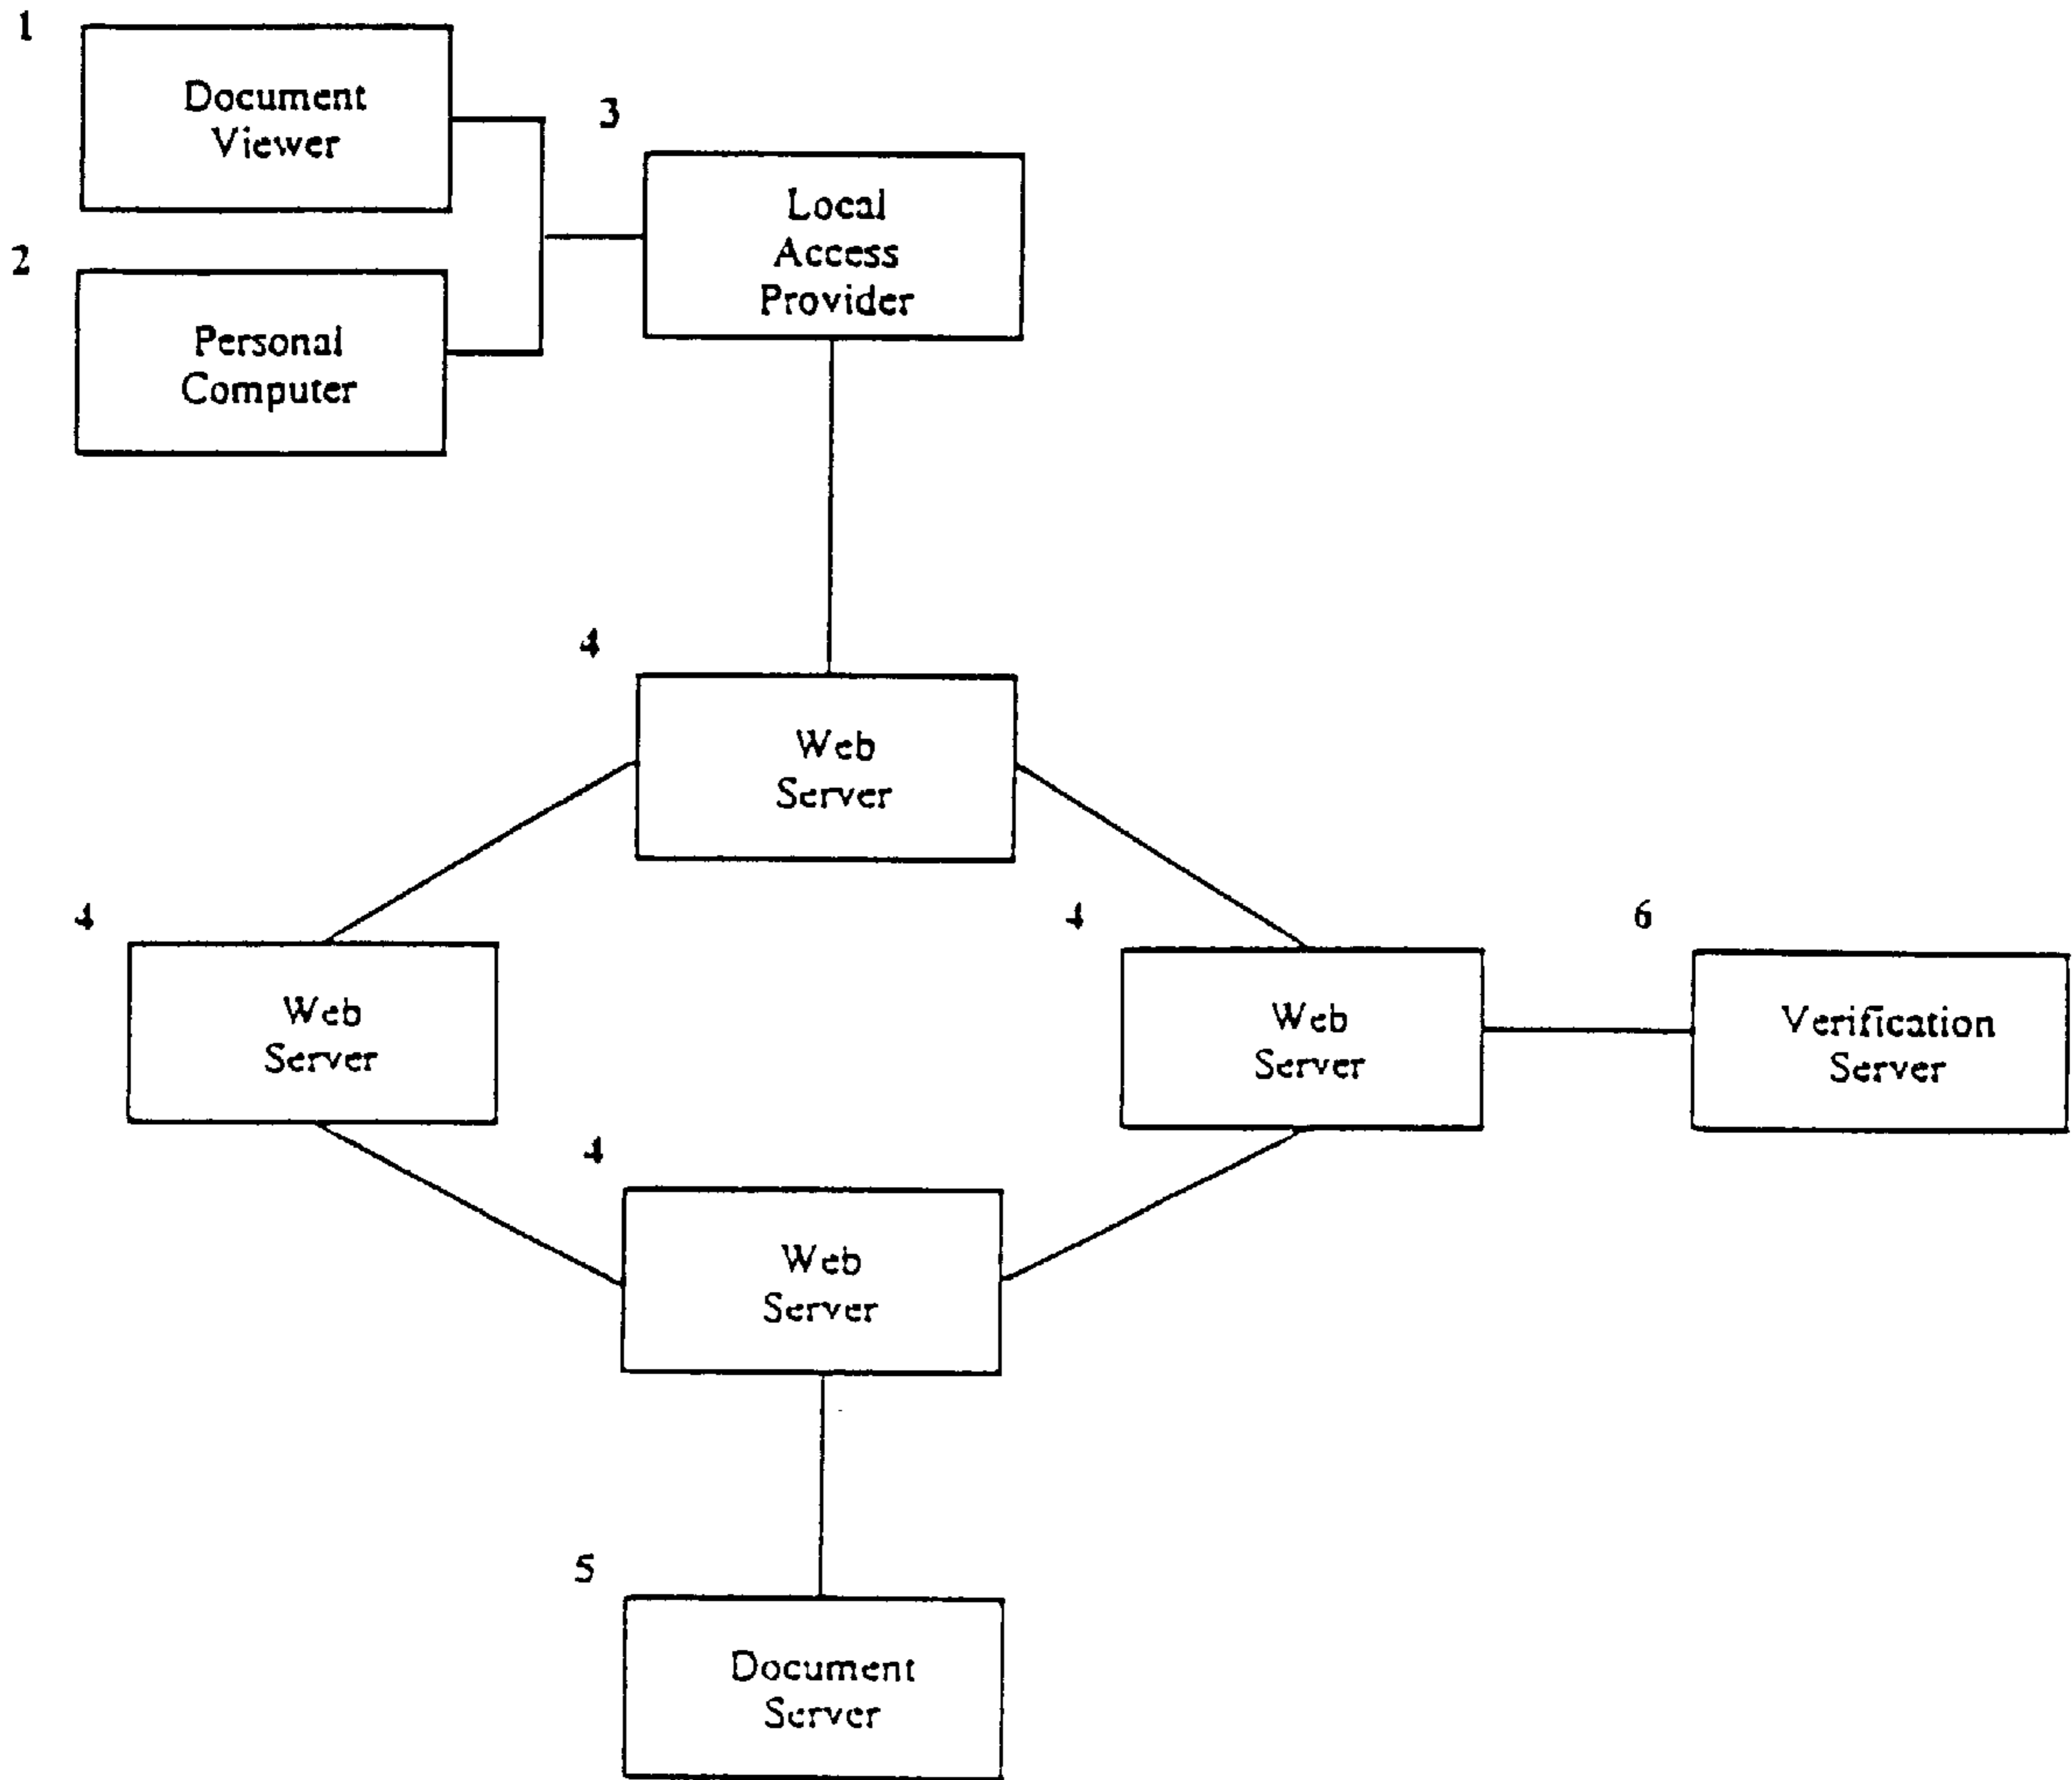 1
Document
Viewer
3
Local
Access
Provider
2
Personal
Computer
4
Web
Server
4
Web
Server
4
Web
Server
6
Verification
Server
4
Web
Server
5
Document
Server